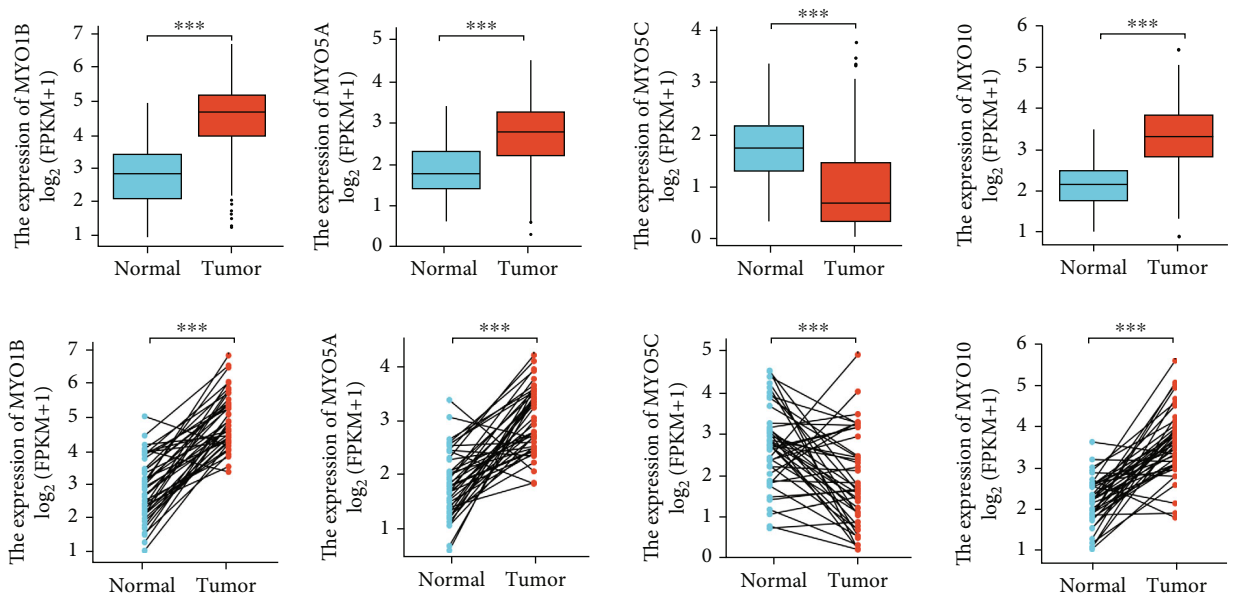 The expression of MYO1B
log₂ (FPKM+1)
7
6
5
4
3
2
1
***
Normal Tumor
The expression of MYO5A
log₂ (FPKM+1)
5
4
3
2
1
0
***
Normal Tumor
The expression of MYO5C
log₂ (FPKM+1)
4
3
2
1
0
***
Normal Tumor
The expression of MYO10
log₂ (FPKM+1)
6
5
4
3
2
1
***
Normal Tumor
The expression of MYO1B
log₂ (FPKM+1)
7
6
5
4
3
2
1
***
Normal Tumor
The expression of MYO5A
log₂ (FPKM+1)
4
3
2
1
***
Normal Tumor
The expression of MYO5C
log₂ (FPKM+1)
5
4
3
2
1
0
***
Normal Tumor
The expression of MYO10
log₂ (FPKM+1)
6
5
4
3
2
1
***
Normal Tumor